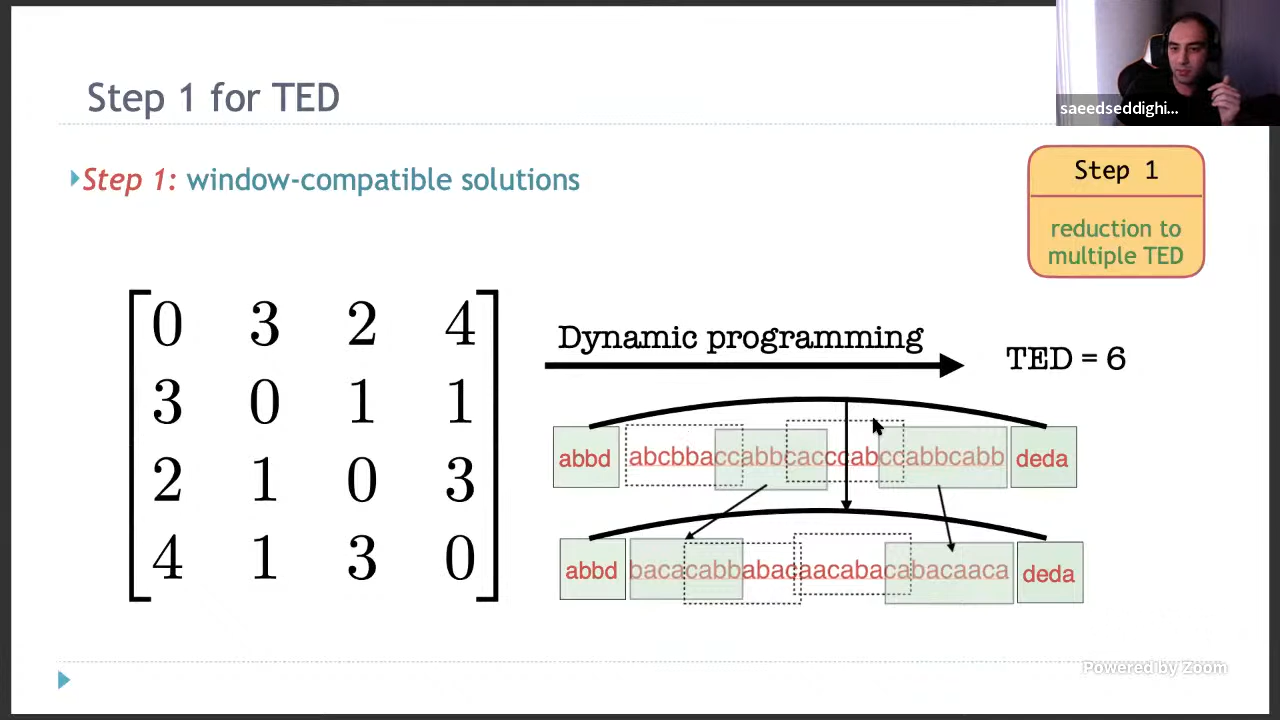 Step 1 for TED
saeedseddighi...
Step 1: window-compatible solutions
Step 1
reduction to
multiple TED
0 3 2 4
3 0 1 1
2 1 0 3
4 1 3 0
Dynamic programming
TED = 6
abbd abcbbaccabbcacccabccabbcabb deda
abbd bacacabbabacaacabacabacaaca deda
Powered by Zoom